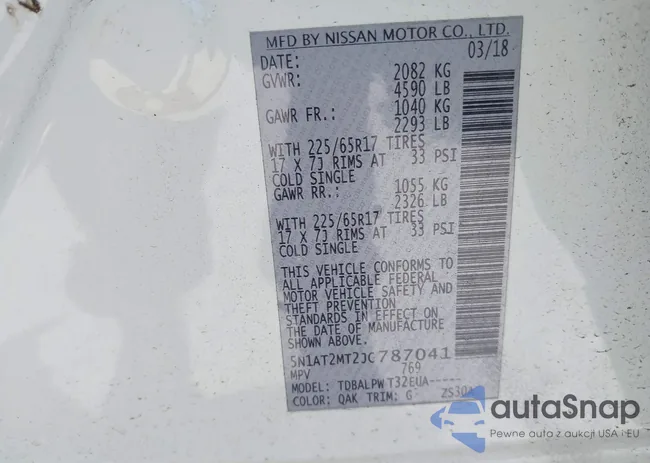 MFD BY NISSAN MOTOR CO., LTD.
DATE: 03/18
GVWR: 2082 KG
4590 LB
GAWR FR.: 1040 KG
2293 LB
WITH 225/65R17 TIRES
17 X 7J RIMS AT 33 PSI
COLD SINGLE
GAWR RR.: 1055 KG
2326 LB
WITH 225/65R17 TIRES
17 X 7J RIMS AT 33 PSI
COLD SINGLE
THIS VEHICLE CONFORMS TO
ALL APPLICABLE FEDERAL
MOTOR VEHICLE SAFETY AND
THEFT PREVENTION
STANDARDS IN EFFECT ON
THE DATE OF MANUFACTURE
SHOWN ABOVE.
5N1AT2MT2JC787041
MPV 769
MODEL: TDBALPW T32EUA-----
COLOR: QAK TRIM: G ZS30A
autaSnap
Pewne auta z aukcji USA i EU